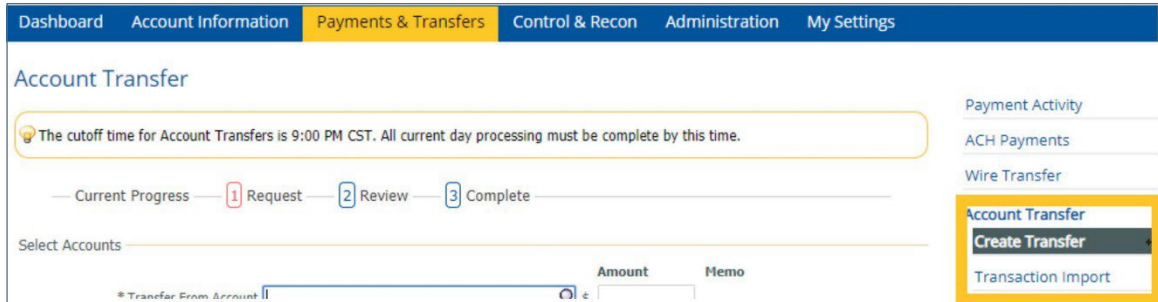 Dashboard Account Information Payments & Transfers Control & Recon Administration My Settings
Account Transfer
The cutoff time for Account Transfers is 9:00 PM CST. All current day processing must be complete by this time.
Current Progress 1 Request 2 Review 3 Complete
Select Accounts
Amount Memo
* Transfer From Account $
Payment Activity
ACH Payments
Wire Transfer
Account Transfer
Create Transfer
Transaction Import